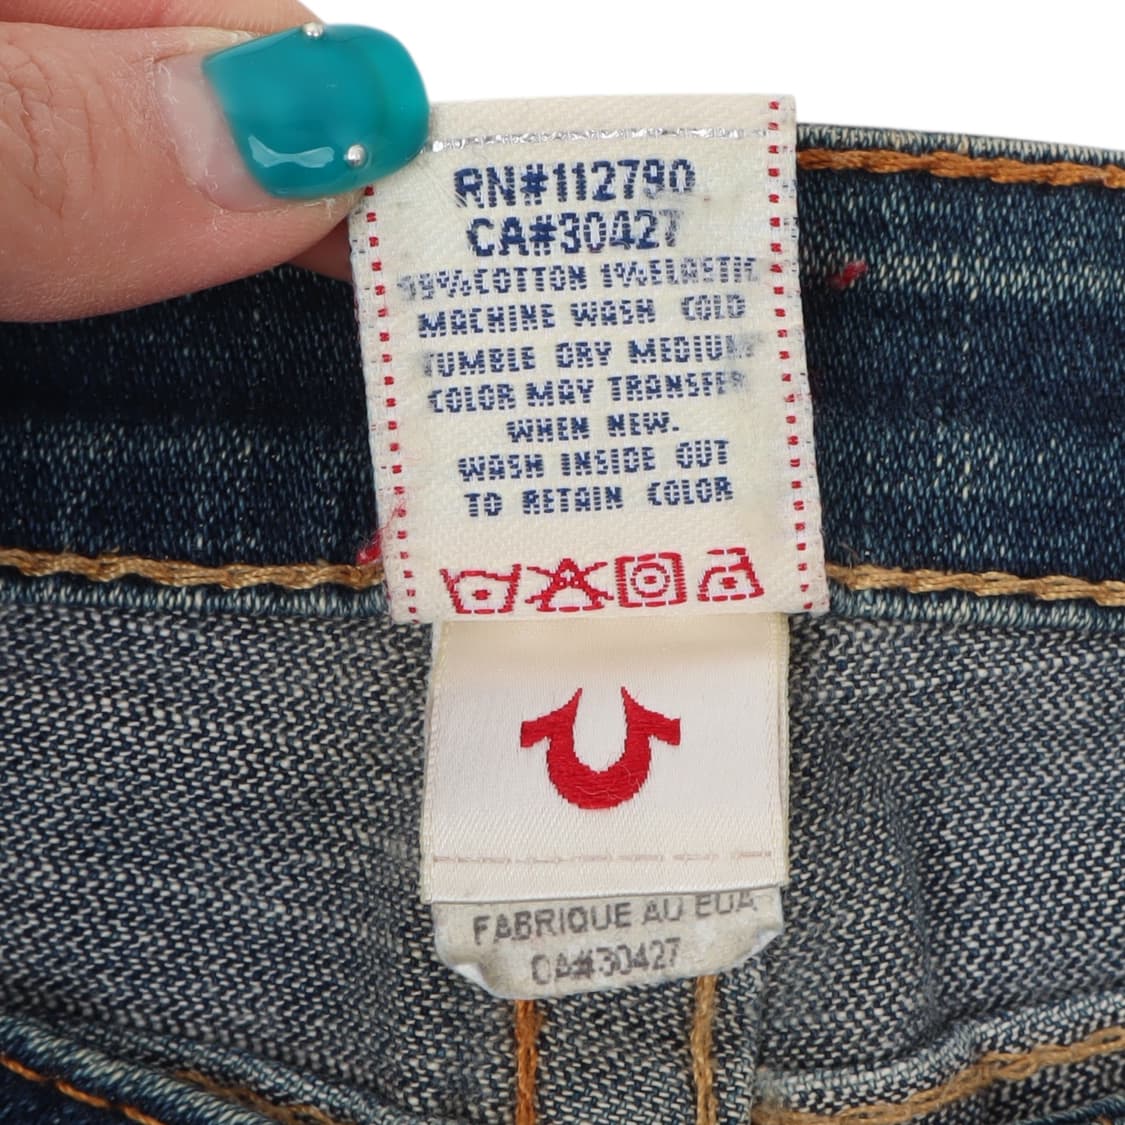 RN#112790
CA#30427
99%COTTON 1%ELASTIC
MACHINE WASH COLD
TUMBLE DRY MEDIUM
COLOR MAY TRANSFER
WHEN NEW.
WASH INSIDE OUT
TO RETAIN COLOR
FABRIQUE AU EUA
CA#30427